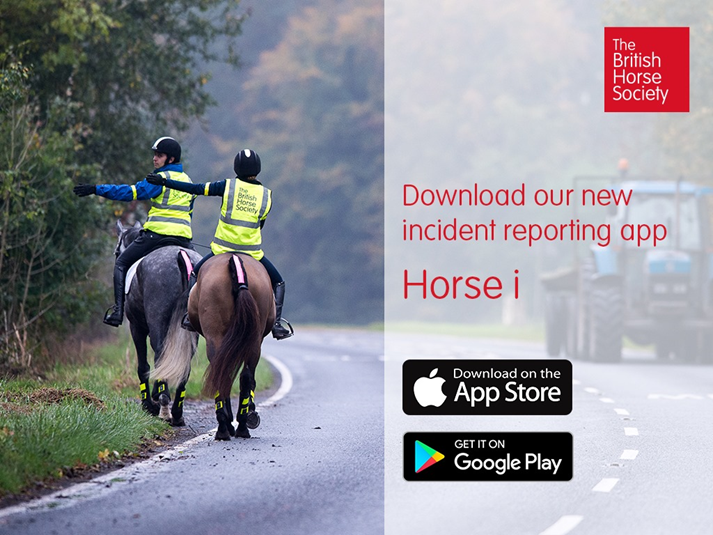 The
British
Horse
Society
The
British
Horse
Society
Download our new
incident reporting app
Horse i
Download on the
App Store
GET IT ON
Google Play